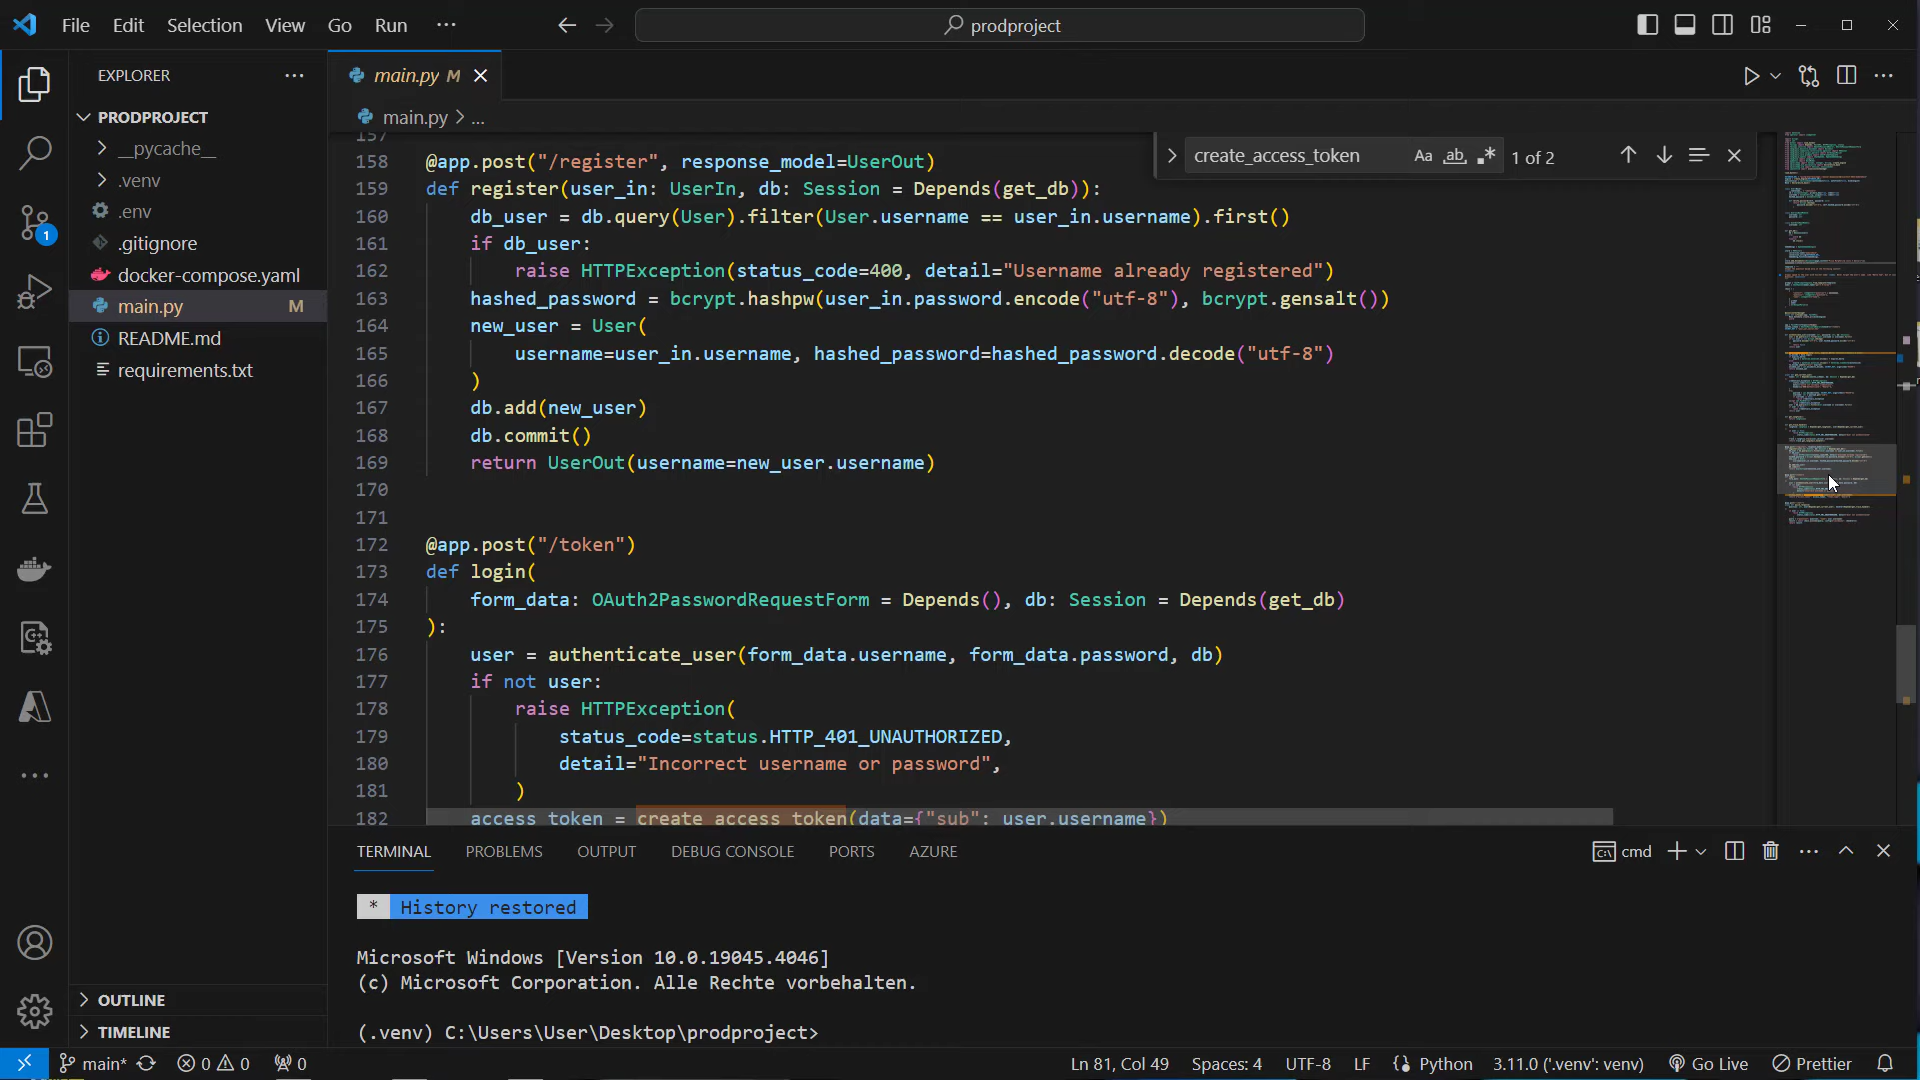 File Edit Selection View Go Run ··· prodproject
EXPLORER ···
PRODPROJECT
__pycache__
.venv
.env
.gitignore
docker-compose.yaml
main.py M
README.md
requirements.txt
OUTLINE
TIMELINE
1
main.py M
main.py > ...
create_access_token Aa ab .* 1 of 2
157
158 @app.post("/register", response_model=UserOut)
159 def register(user_in: UserIn, db: Session = Depends(get_db)):
160 db_user = db.query(User).filter(User.username == user_in.username).first()
161 if db_user:
162 raise HTTPException(status_code=400, detail="Username already registered")
163 hashed_password = bcrypt.hashpw(user_in.password.encode("utf-8"), bcrypt.gensalt())
164 new_user = User(
165 username=user_in.username, hashed_password=hashed_password.decode("utf-8")
166 )
167 db.add(new_user)
168 db.commit()
169 return UserOut(username=new_user.username)
170
171
172 @app.post("/token")
173 def login(
174 form_data: OAuth2PasswordRequestForm = Depends(), db: Session = Depends(get_db)
175 ):
176 user = authenticate_user(form_data.username, form_data.password, db)
177 if not user:
178 raise HTTPException(
179 status_code=status.HTTP_401_UNAUTHORIZED,
180 detail="Incorrect username or password",
181 )
182 access_token = create_access_token(data={"sub": user.username})
TERMINAL PROBLEMS OUTPUT DEBUG CONSOLE PORTS AZURE cmd
* History restored
Microsoft Windows [Version 10.0.19045.4046]
(c) Microsoft Corporation. Alle Rechte vorbehalten.
(.venv) C:\Users\User\Desktop\prodproject>
main* 0 0 0 Ln 81, Col 49 Spaces: 4 UTF-8 LF Python 3.11.0 ('.venv': venv) Go Live Prettier